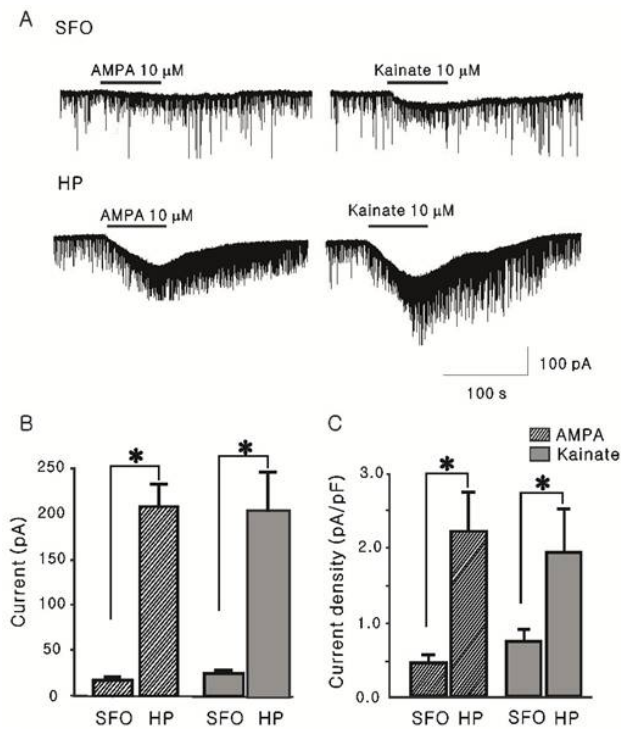 A
SFO
AMPA 10 μM
Kainate 10 μM
HP
AMPA 10 μM
Kainate 10 μM
100 pA
100 s
B
Current (pA)
250
200
150
100
50
0
*
*
SFO HP SFO HP
C
AMPA
Kainate
Current density (pA/pF)
3.0
2.0
1.0
0.0
*
*
SFO HP SFO HP